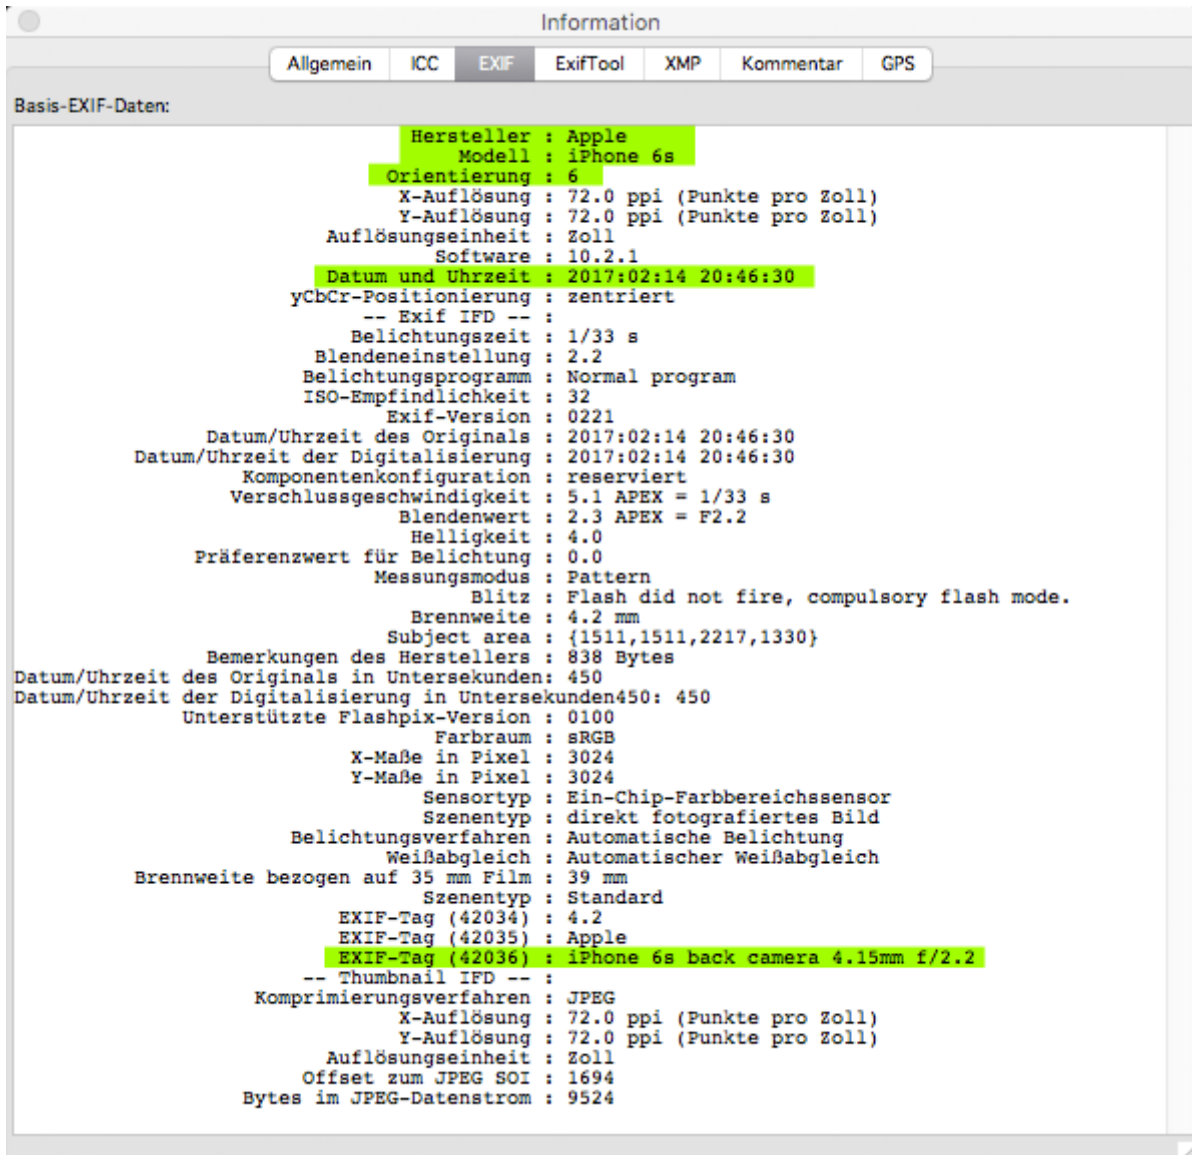 Information
Allgemein ICC EXIF ExifTool XMP Kommentar GPS
Basis-EXIF-Daten:
Hersteller : Apple
Modell : iPhone 6s
Orientierung : 6
X-Auflösung : 72.0 ppi (Punkte pro Zoll)
Y-Auflösung : 72.0 ppi (Punkte pro Zoll)
Auflösungseinheit : Zoll
Software : 10.2.1
Datum und Uhrzeit : 2017:02:14 20:46:30
yCbCr-Positionierung : zentriert
-- Exif IFD -- :
Belichtungszeit : 1/33 s
Blendeneinstellung : 2.2
Belichtungsprogramm : Normal program
ISO-Empfindlichkeit : 32
Exif-Version : 0221
Datum/Uhrzeit des Originals : 2017:02:14 20:46:30
Datum/Uhrzeit der Digitalisierung : 2017:02:14 20:46:30
Komponentenkonfiguration : reserviert
Verschlussgeschwindigkeit : 5.1 APEX = 1/33 s
Blendenwert : 2.3 APEX = F2.2
Helligkeit : 4.0
Präferenzwert für Belichtung : 0.0
Messungsmodus : Pattern
Blitz : Flash did not fire, compulsory flash mode.
Brennweite : 4.2 mm
Subject area : {1511,1511,2217,1330}
Bemerkungen des Herstellers : 838 Bytes
Datum/Uhrzeit des Originals in Untersekunden: 450
Datum/Uhrzeit der Digitalisierung in Untersekunden450: 450
Unterstützte Flashpix-Version : 0100
Farbraum : sRGB
X-Maße in Pixel : 3024
Y-Maße in Pixel : 3024
Sensortyp : Ein-Chip-Farbbereichssensor
Szenentyp : direkt fotografiertes Bild
Belichtungsverfahren : Automatische Belichtung
Weißabgleich : Automatischer Weißabgleich
Brennweite bezogen auf 35 mm Film : 39 mm
Szenentyp : Standard
EXIF-Tag (42034) : 4.2
EXIF-Tag (42035) : Apple
EXIF-Tag (42036) : iPhone 6s back camera 4.15mm f/2.2
-- Thumbnail IFD -- :
Komprimierungsverfahren : JPEG
X-Auflösung : 72.0 ppi (Punkte pro Zoll)
Y-Auflösung : 72.0 ppi (Punkte pro Zoll)
Auflösungseinheit : Zoll
Offset zum JPEG SOI : 1694
Bytes im JPEG-Datenstrom : 9524